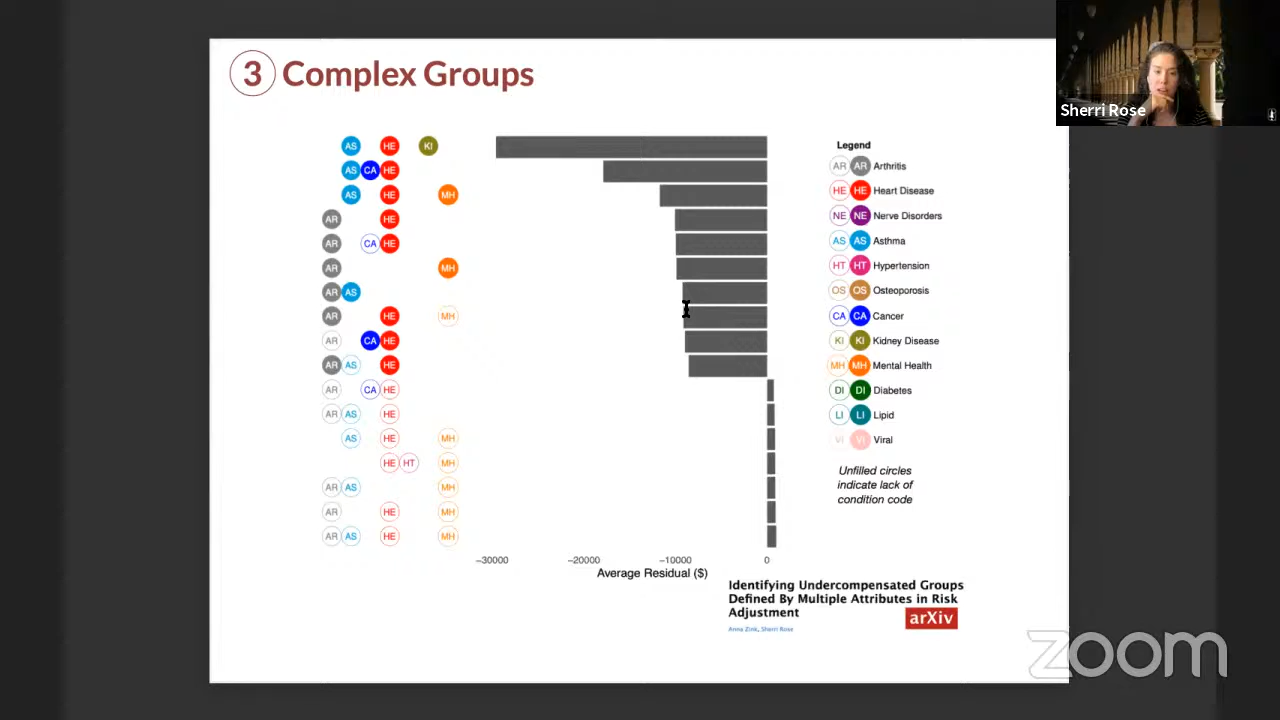 3 Complex Groups
Sherri Rose
AS HE KI
AS CA HE
AS HE MH
AR HE
AR CA HE
AR MH
AR AS
AR HE MH
AR CA HE
AR AS HE
AR CA HE
AR AS HE
AS HE MH
HE HT MH
AR AS MH
AR HE MH
AR AS HE MH
−30000 −20000 −10000 0
Average Residual ($)
Legend
AR AR Arthritis
HE HE Heart Disease
NE NE Nerve Disorders
AS AS Asthma
HT HT Hypertension
OS OS Osteoporosis
CA CA Cancer
KI KI Kidney Disease
MH MH Mental Health
DI DI Diabetes
LI LI Lipid
VI VI Viral
Unfilled circles
indicate lack of
condition code
Identifying Undercompensated Groups
Defined By Multiple Attributes in Risk
Adjustment
arXiv
Anna Zink, Sherri Rose
zoom